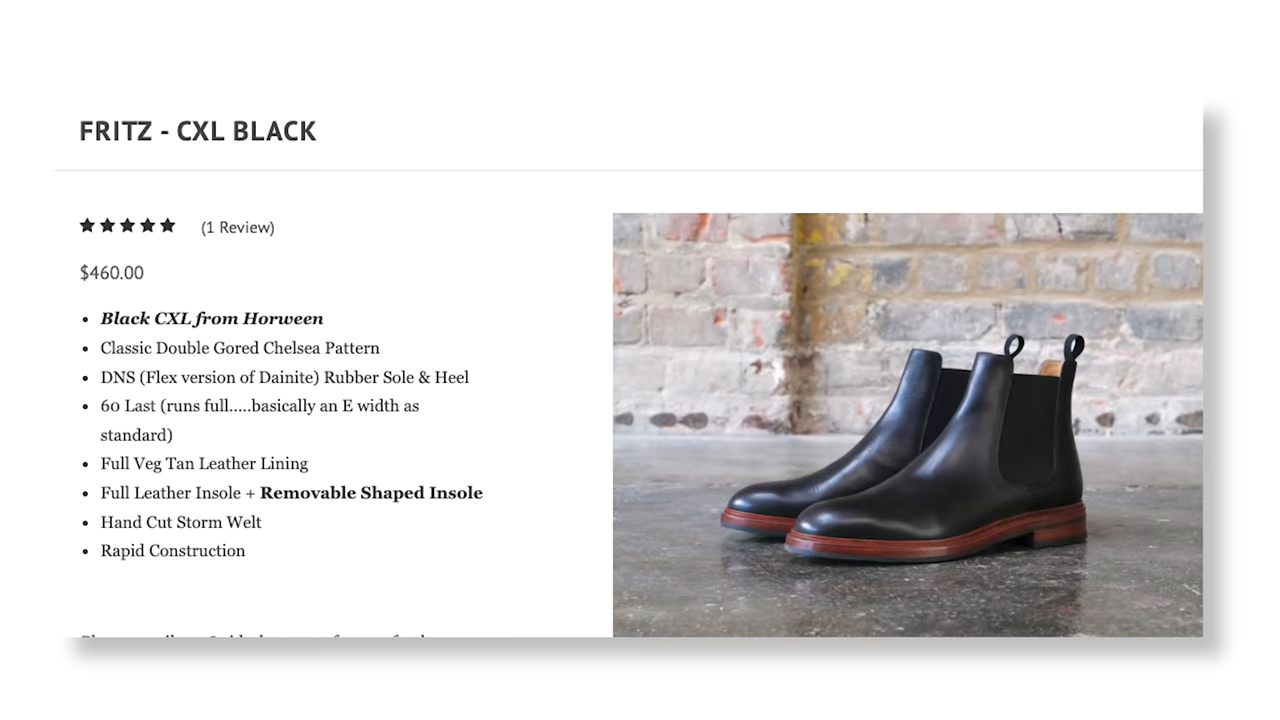 FRITZ - CXL BLACK
(1 Review)
$460.00
• Black CXL from Horween
• Classic Double Gored Chelsea Pattern
• DNS (Flex version of Dainite) Rubber Sole & Heel
• 60 Last (runs full.....basically an E width as
standard)
• Full Veg Tan Leather Lining
• Full Leather Insole + Removable Shaped Insole
• Hand Cut Storm Welt
• Rapid Construction